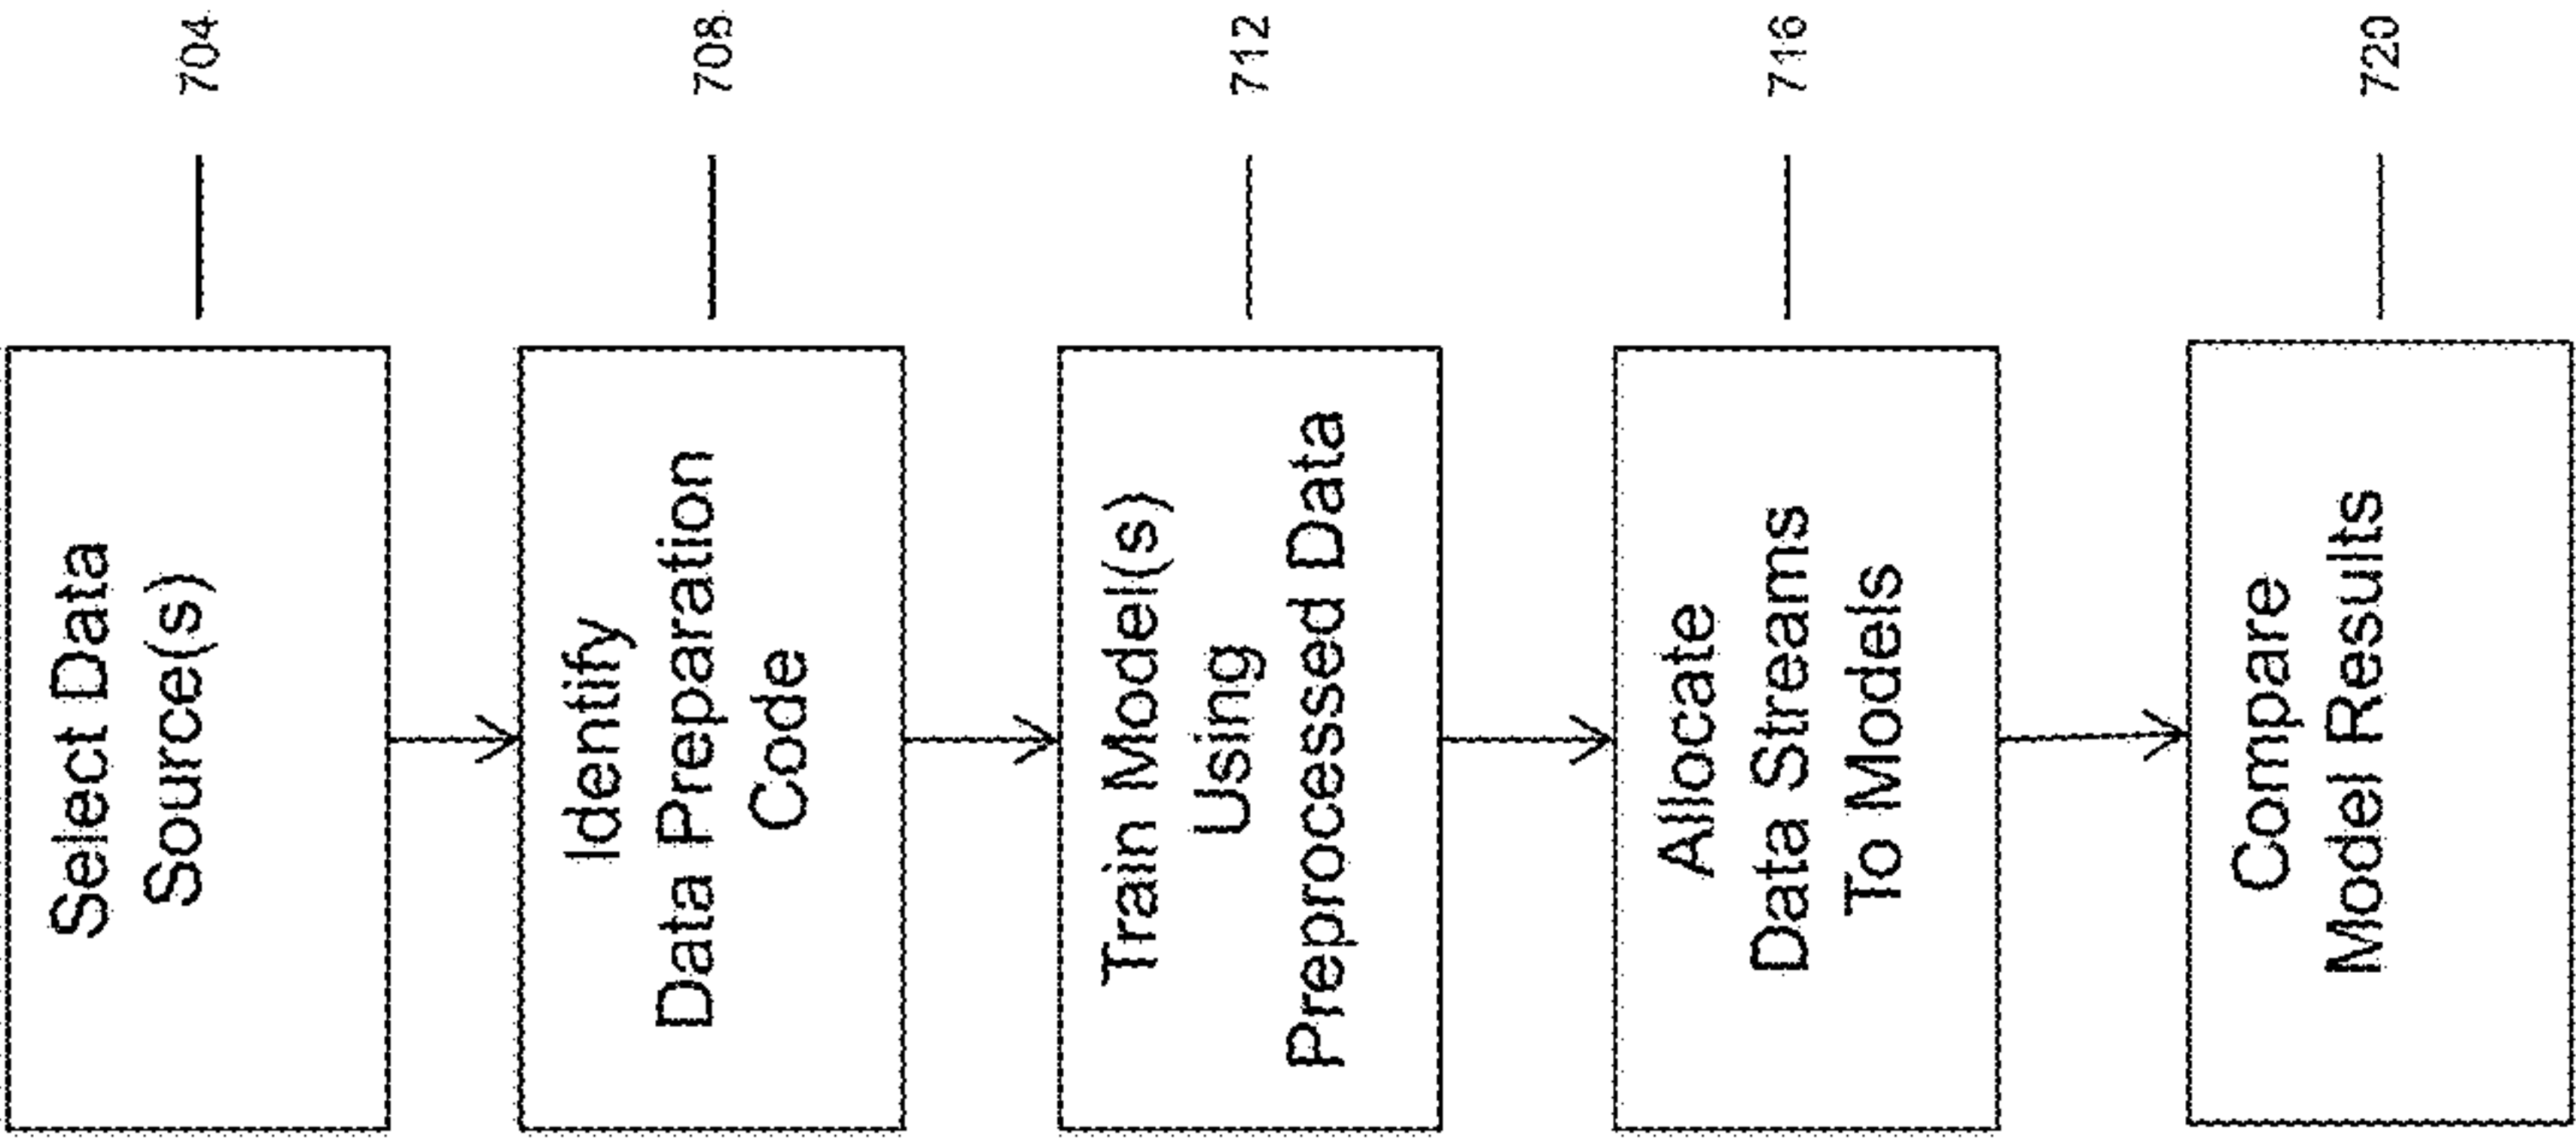 Select Data
Source(s)
704
Identify
Data Preparation
Code
708
Train Model(s)
Using
Preprocessed Data
712
Allocate
Data Streams
To Models
716
Compare
Model Results
720